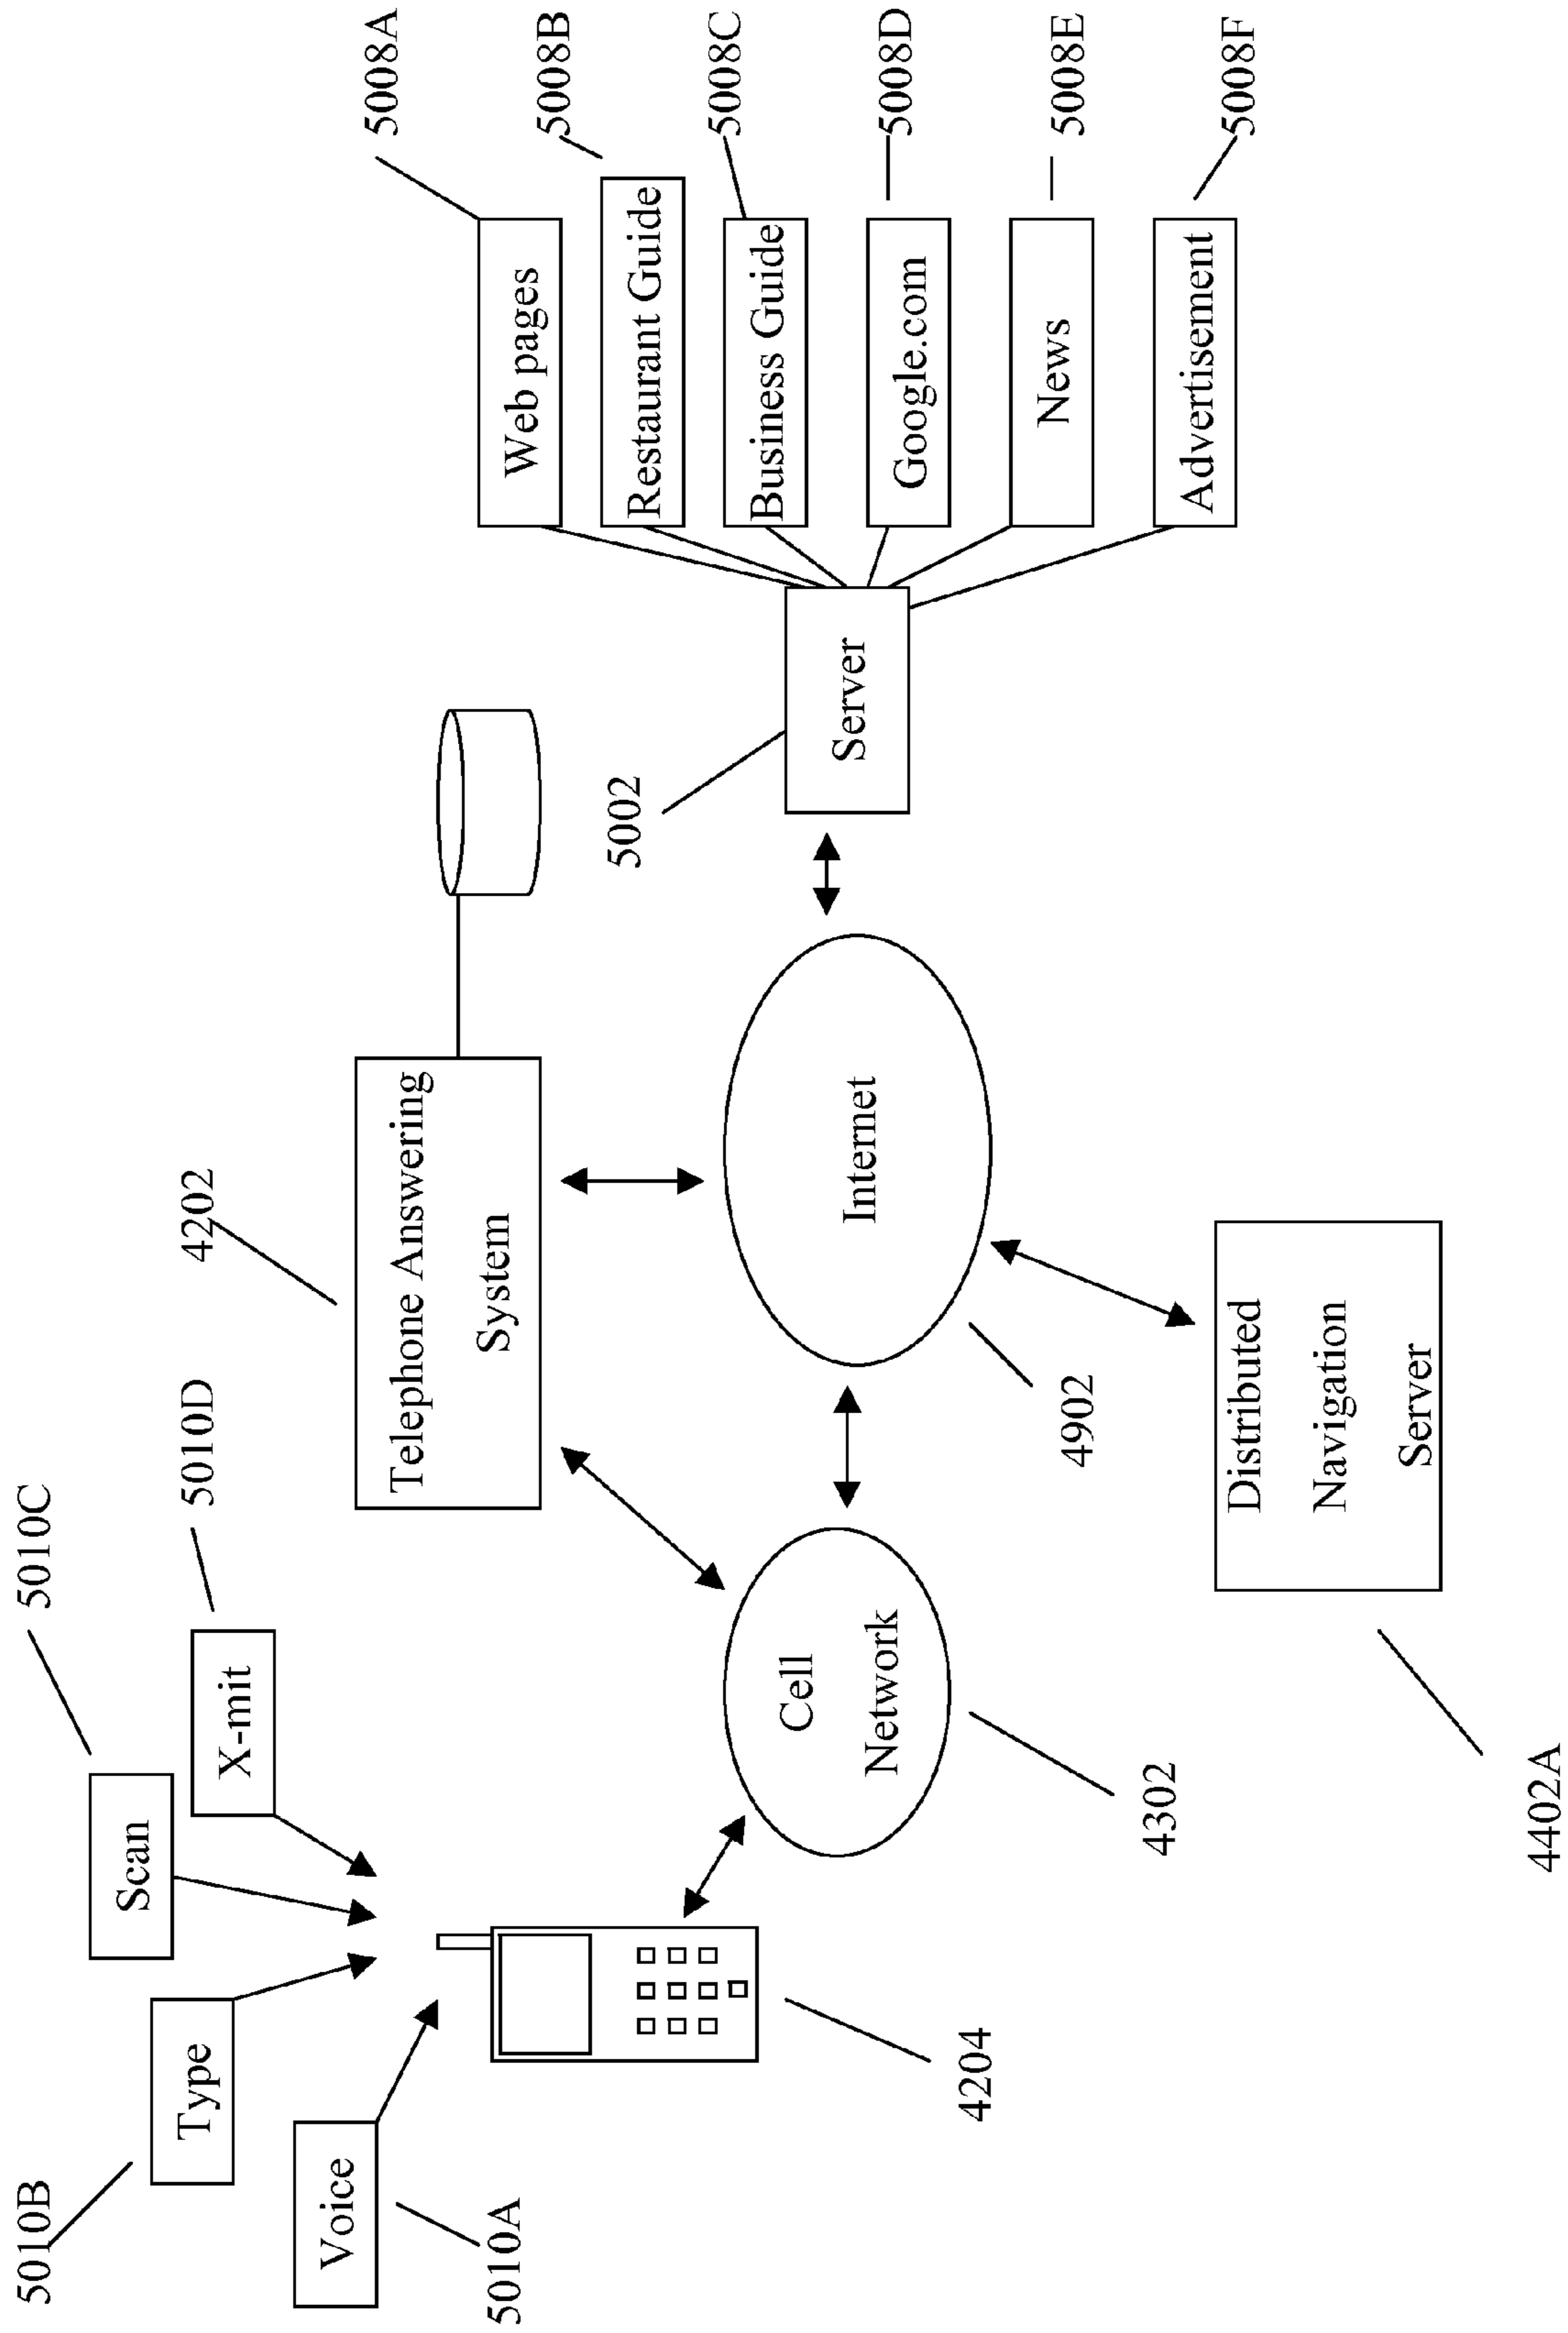 5010B
5010C
Scan
5010D
Type
X-mit
4202
Voice
5010A
Telephone Answering
System
5008A
Web pages
5008B
Restaurant Guide
5002
5008C
Business Guide
4204
Cell
Network
Internet
Server
5008D
Google.com
4302
4902
5008E
News
Distributed
Navigation
Server
4402A
5008F
Advertisement